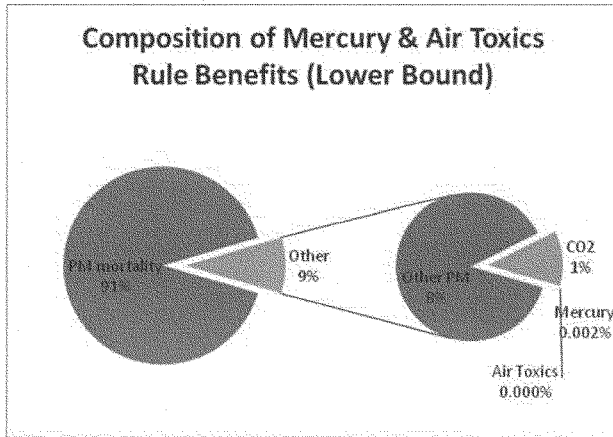 Composition of Mercury & Air Toxics
Rule Benefits (Lower Bound)
PM mortality
91%
Other
9%
Other PM
8%
CO2
1%
Mercury
0.002%
Air Toxics
0.000%